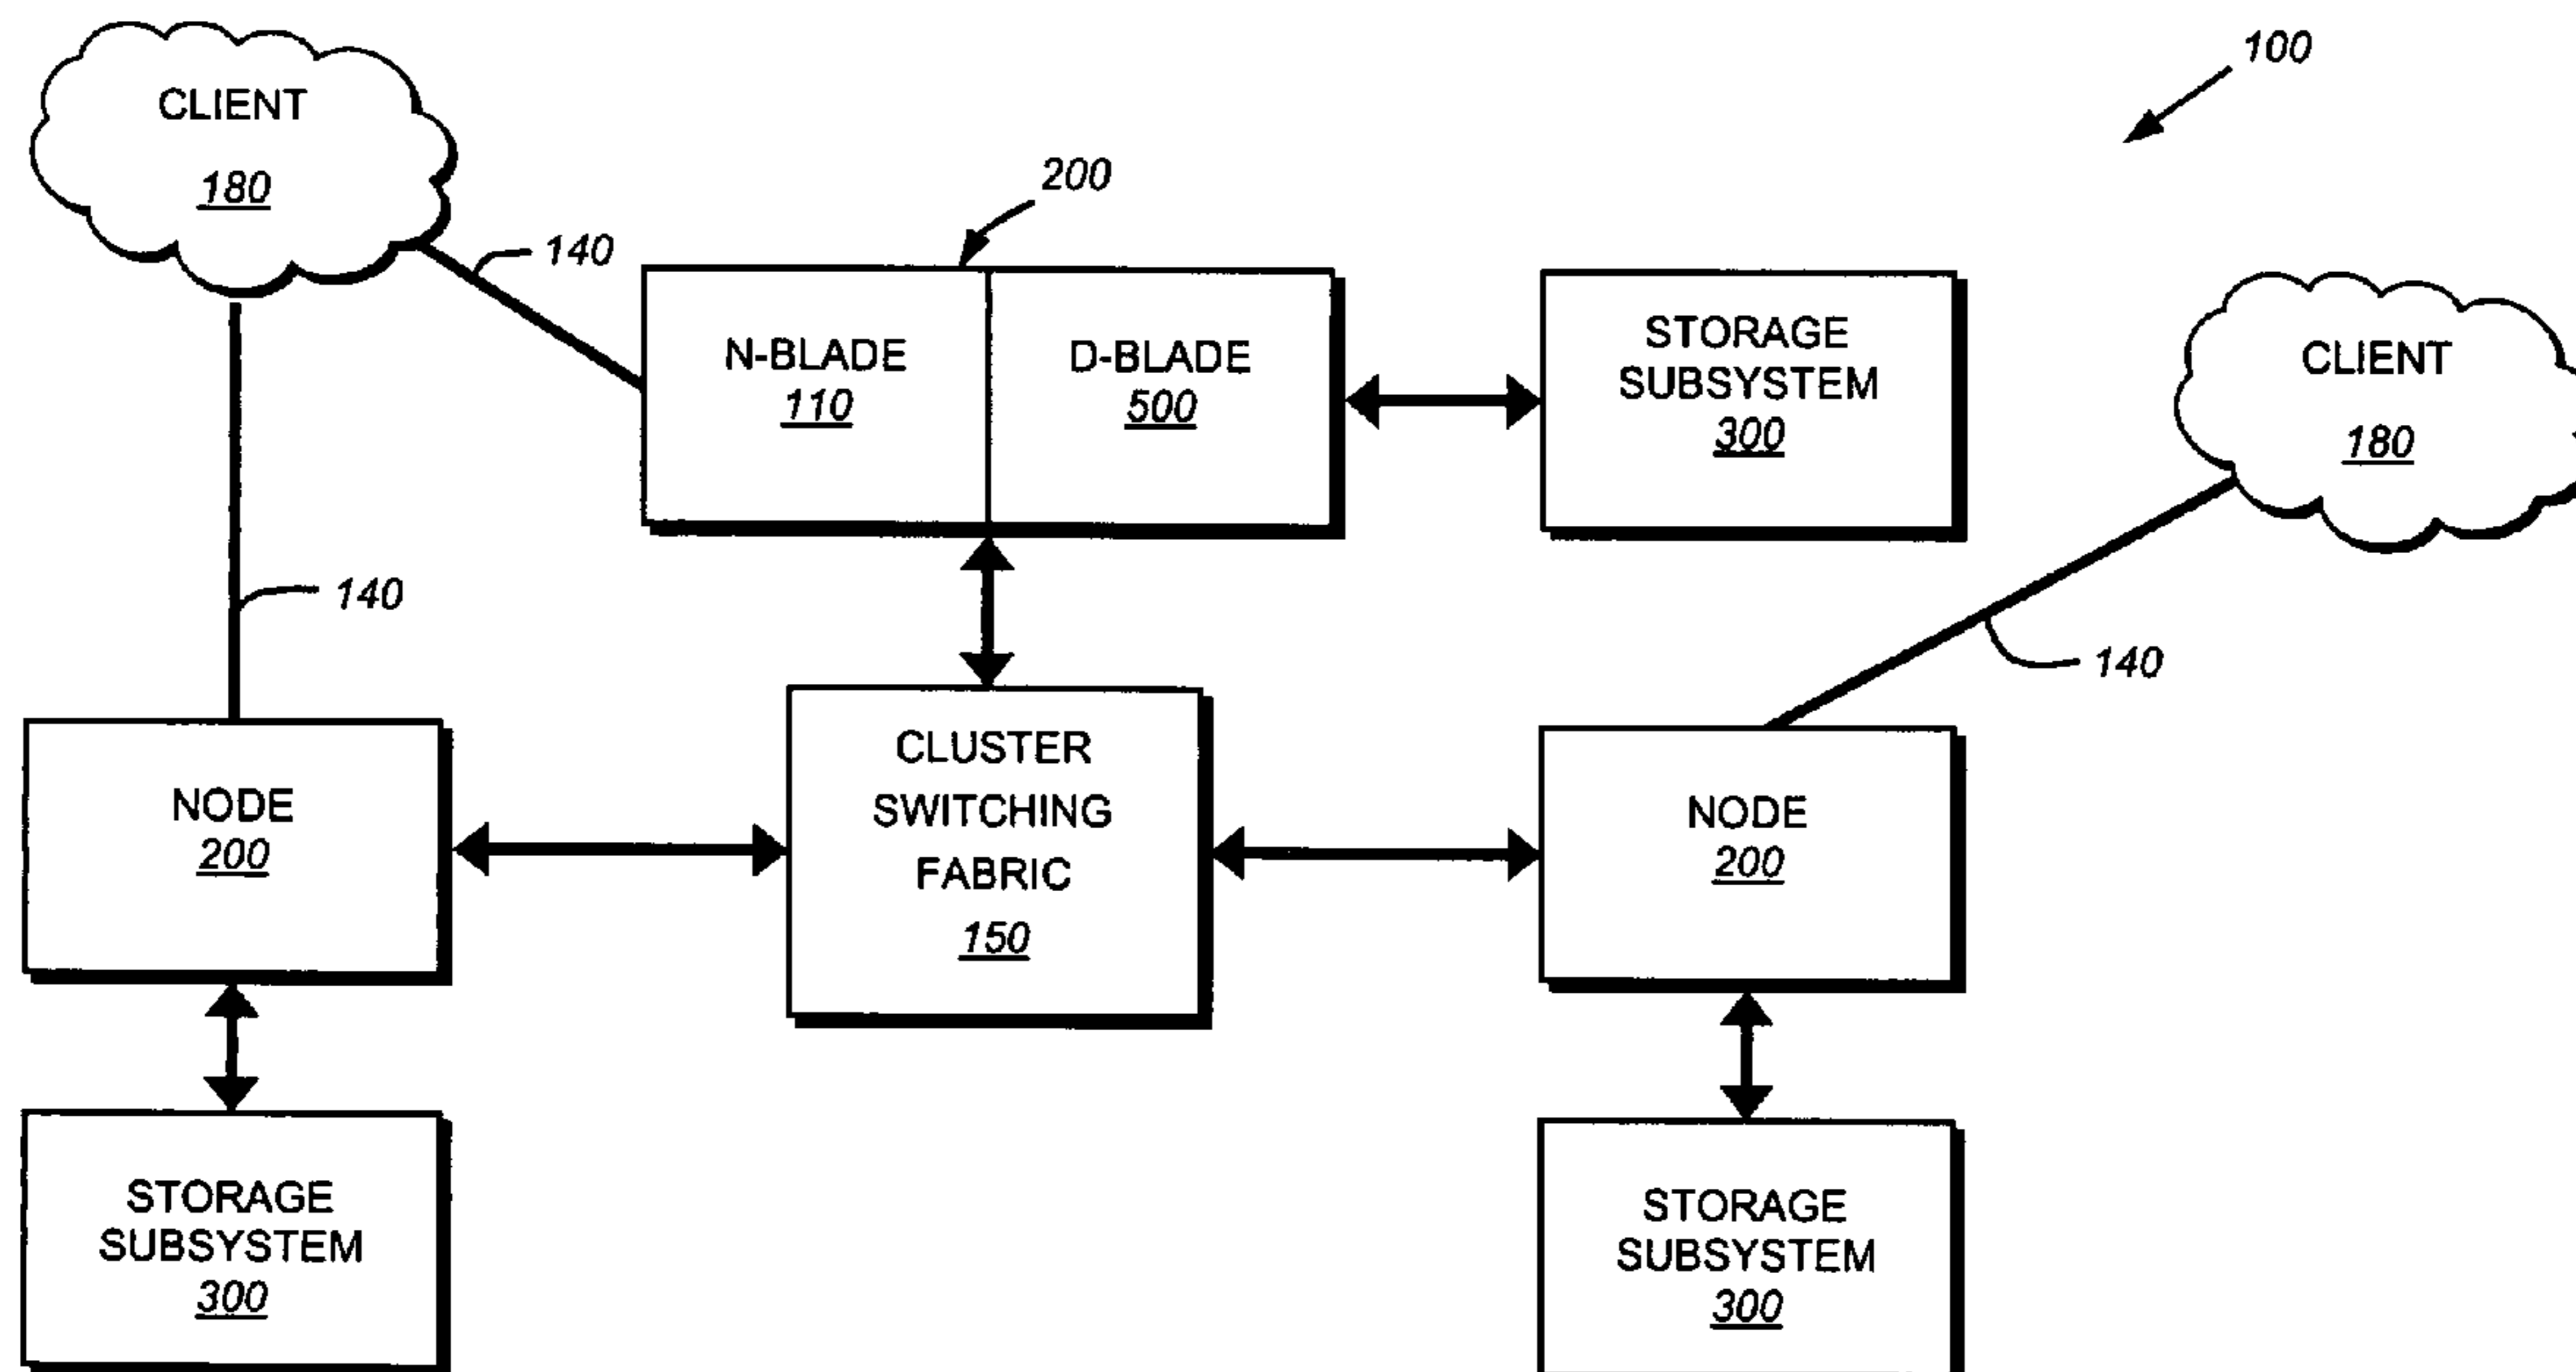 100
CLIENT
180
200
140
N-BLADE
110
D-BLADE
500
STORAGE
SUBSYSTEM
300
CLIENT
180
140
140
NODE
200
CLUSTER
SWITCHING
FABRIC
150
NODE
200
STORAGE
SUBSYSTEM
300
STORAGE
SUBSYSTEM
300